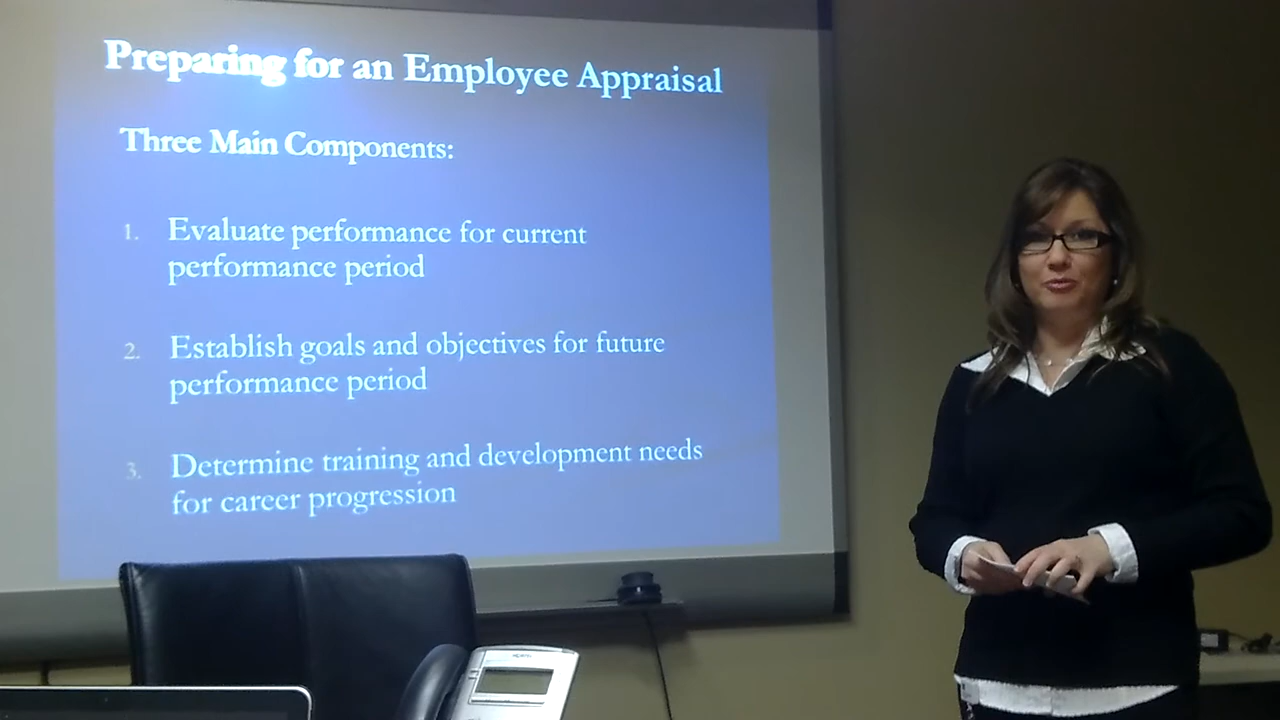 Preparing for an Employee Appraisal
Three Main Components:
1. Evaluate performance for current
performance period
2. Establish goals and objectives for future
performance period
3. Determine training and development needs
for career progression